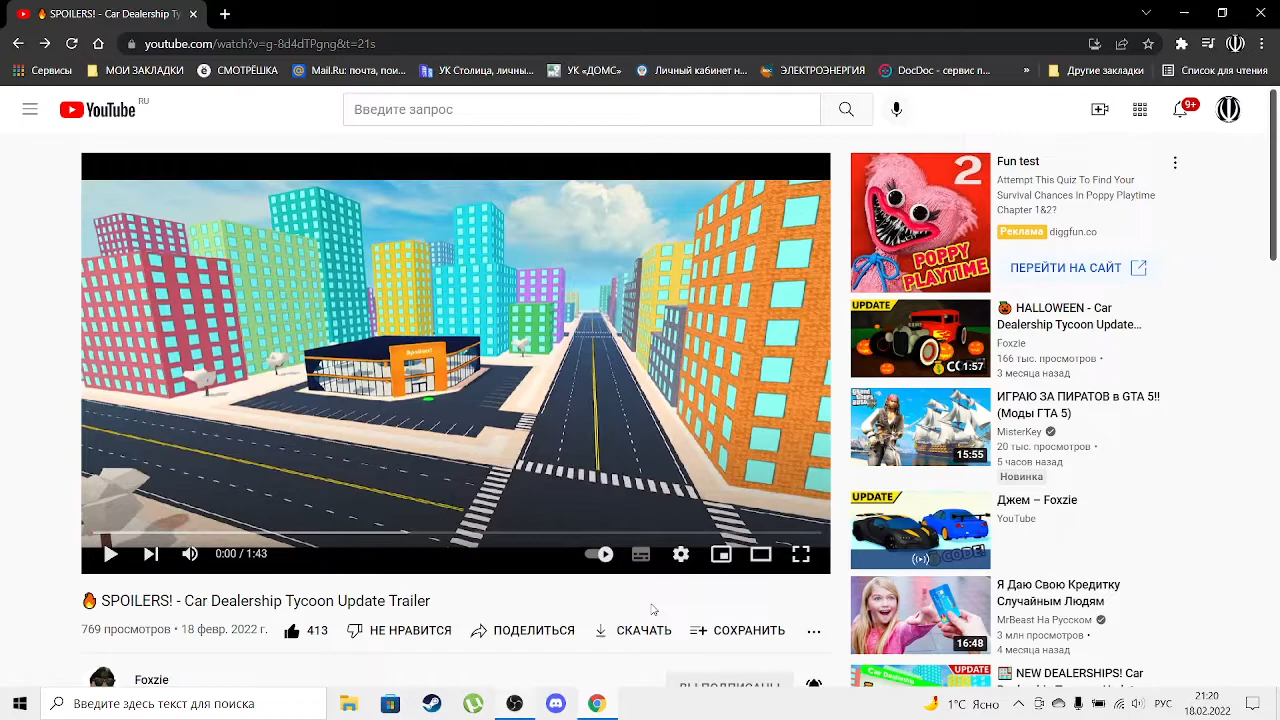 🔥 SPOILERS! - Car Dealership Ty
youtube.com/watch?v=g-8d4dTPgng&t=21s
Сервисы
МОИ ЗАКЛАДКИ
СМОТРЁШКА
Mail.Ru: почта, пои...
УК Столица, личны...
УК «ДОМС»
Личный кабинет н...
ЭЛЕКТРОЭНЕРГИЯ
DocDoc - сервис п...
»
Другие закладки
Список для чтения
YouTube RU
Введите запрос
9+
2
POPPY PLAYTIME
Fun test
Attempt This Quiz To Find Your
Survival Chances In Poppy Playtime
Chapter 1&2?
Реклама diggfun.co
ПЕРЕЙТИ НА САЙТ
UPDATE
1:57
🎃 HALLOWEEN - Car
Dealership Tycoon Update...
Foxzie
166 тыс. просмотров •
3 месяца назад
15:55
ИГРАЮ ЗА ПИРАТОВ в GTA 5!!
(Моды ГТА 5)
MisterKey
20 тыс. просмотров •
5 часов назад
Новинка
UPDATE
CODE!
Джем – Foxzie
YouTube
16:48
Я Даю Свою Кредитку
Случайным Людям
MrBeast На Русском
3 млн просмотров •
4 месяца назад
UPDATE
Car Dealership
NEW DEALERSHIPS! Car
0:00 / 1:43
🔥 SPOILERS! - Car Dealership Tycoon Update Trailer
769 просмотров • 18 февр. 2022 г.
413
НЕ НРАВИТСЯ
ПОДЕЛИТЬСЯ
СКАЧАТЬ
СОХРАНИТЬ
Foxzie
ВЫ ПОДПИСАНЫ
Введите здесь текст для поиска
1°C Ясно
РУС
21:20
18.02.2022